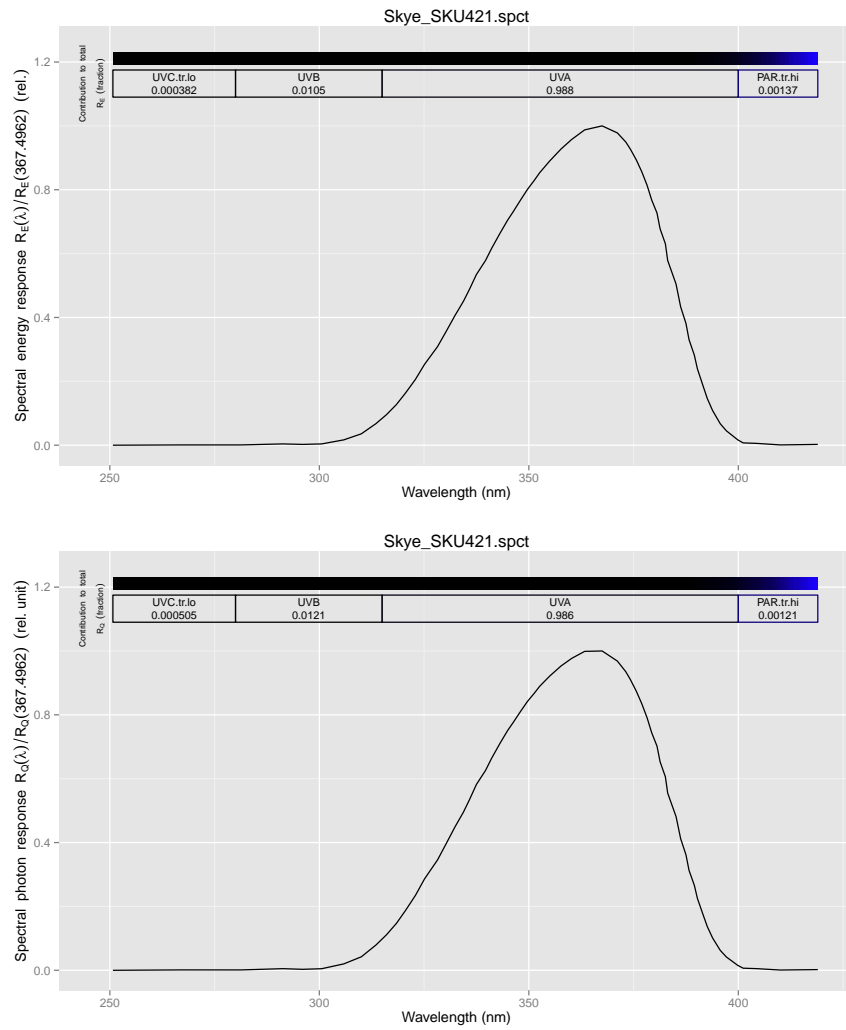 Skye_SKU421.spct
Spectral energy response R_E(λ)/R_E(367.4962) (rel.)
Contribution to total
R_E (fraction)
UVC.tr.lo UVB UVA PAR.tr.hi
0.000382 0.0105 0.988 0.00137
1.2
0.8
0.4
0.0
250 300 350 400
Wavelength (nm)
Skye_SKU421.spct
Spectral photon response R_Q(λ)/R_Q(367.4962) (rel. unit)
Contribution to total
R_Q (fraction)
UVC.tr.lo UVB UVA PAR.tr.hi
0.000505 0.0121 0.986 0.00121
1.2
0.8
0.4
0.0
250 300 350 400
Wavelength (nm)